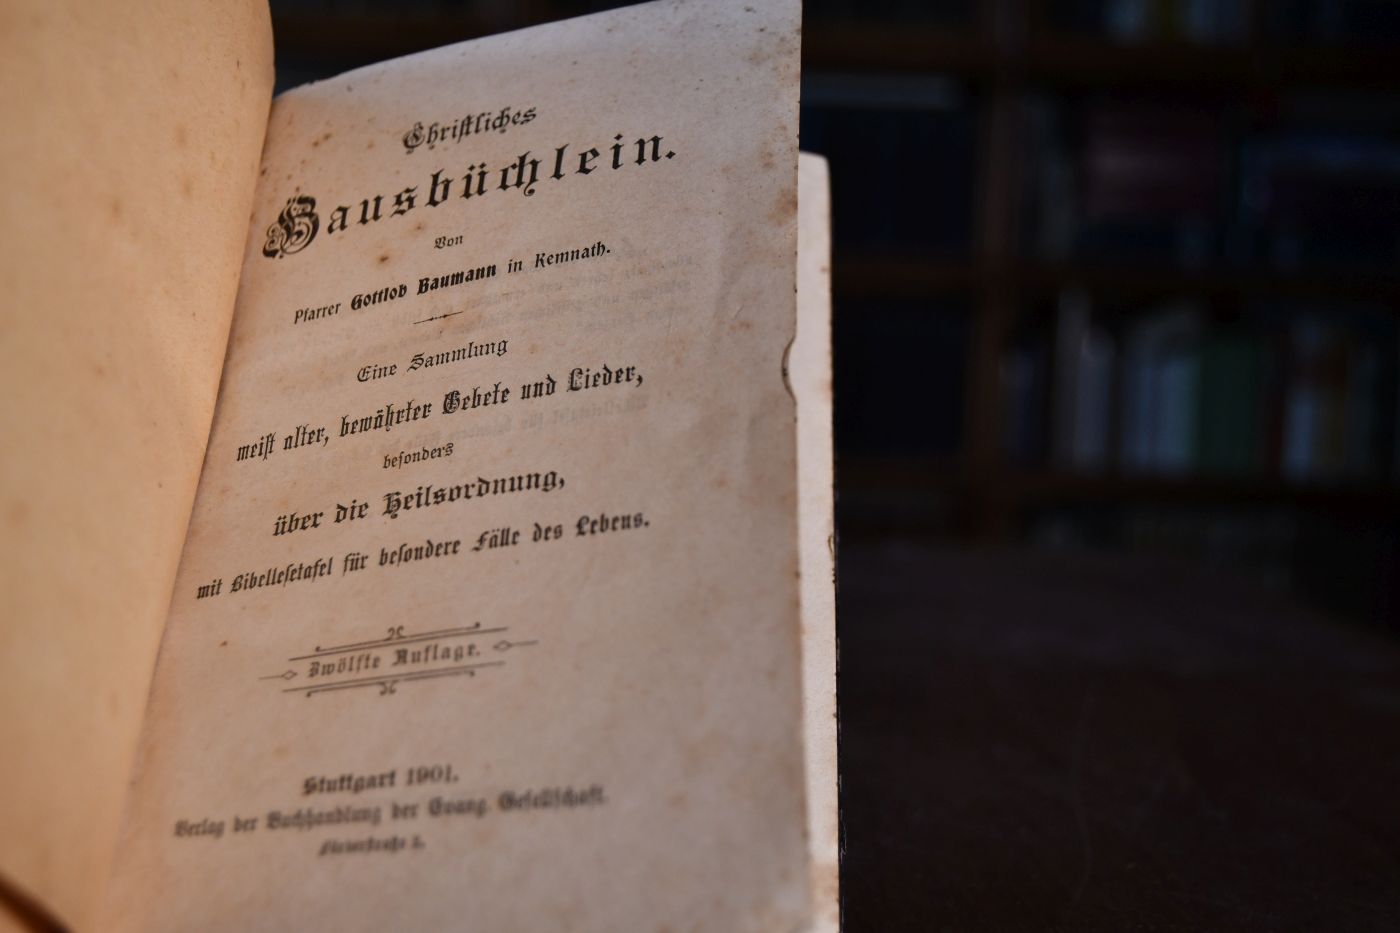 Christliches
Hausbüchlein.
Von
Pfarrer Gottlob Baumann in Kemnath.
Eine Sammlung
meist alter, bewährter Gebete und Lieder,
besonders
über die Heilsordnung,
mit Bibellesetafel für besondere Fälle des Lebens.
Zwölfte Auflage.
Stuttgart 1901.
Verlag der Buchhandlung der Evang. Gesellschaft.